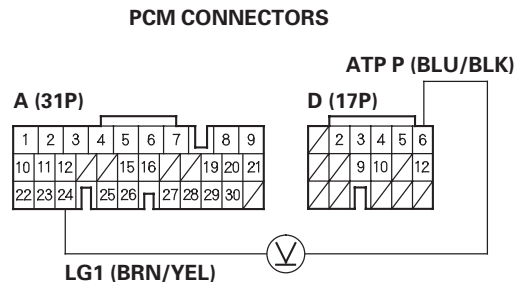 PCM CONNECTORS
ATP P (BLU/BLK)
A (31P)
D (17P)
1 2 3 4 5 6 7 8 9
2 3 4 5 6
10 11 12 15 16 19 20 21
9 10 12
22 23 24 25 26 27 28 29 30
V
LG1 (BRN/YEL)